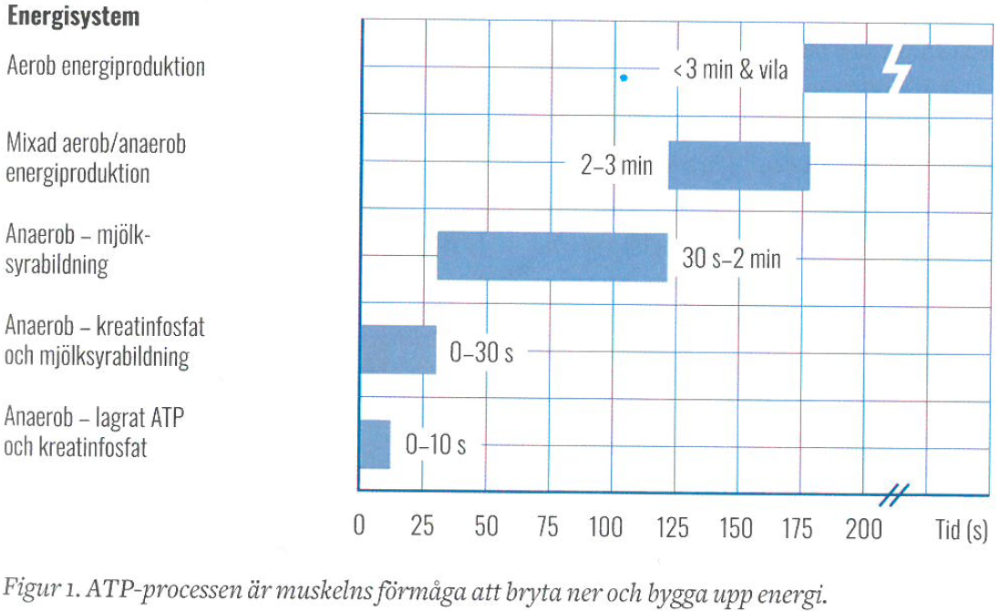 Energisystem
Aerob energiproduktion
<3 min & vila
Mixad aerob/anaerob
energiproduktion
2–3 min
Anaerob – mjölk-
syrabildning
30 s–2 min
Anaerob – kreatinfosfat
och mjölksyrabildning
0–30 s
Anaerob – lagrat ATP
och kreatinfosfat
0–10 s
0 25 50 75 100 125 150 175 200 Tid (s)
Figur 1. ATP-processen är muskelns förmåga att bryta ner och bygga upp energi.